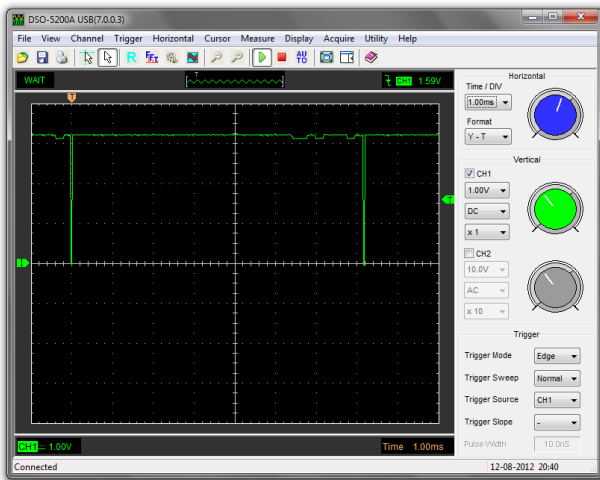 DSO-5200A USB(7.0.0.3)
File View Channel Trigger Horizontal Cursor Measure Display Acquire Utility Help
R FFT AUTO
WAIT T CH1 1.59V
T
T
1
CH1 1.00V Time 1.00ms
Horizontal
Time / DIV
1.00ms
Format
Y - T
Vertical
CH1
1.00V
DC
x 1
CH2
10.0V
AC
x 10
Trigger
Trigger Mode Edge
Trigger Sweep Normal
Trigger Source CH1
Trigger Slope -
Pulse Width 10.0nS
Connected 12-08-2012 20:40